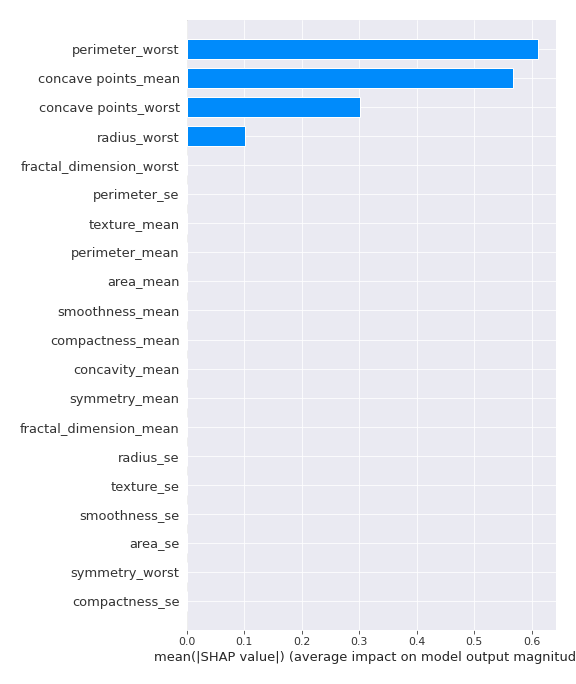 perimeter_worst
concave points_mean
concave points_worst
radius_worst
fractal_dimension_worst
perimeter_se
texture_mean
perimeter_mean
area_mean
smoothness_mean
compactness_mean
concavity_mean
symmetry_mean
fractal_dimension_mean
radius_se
texture_se
smoothness_se
area_se
symmetry_worst
compactness_se
0.0 0.1 0.2 0.3 0.4 0.5 0.6
mean(|SHAP value|) (average impact on model output magnitud